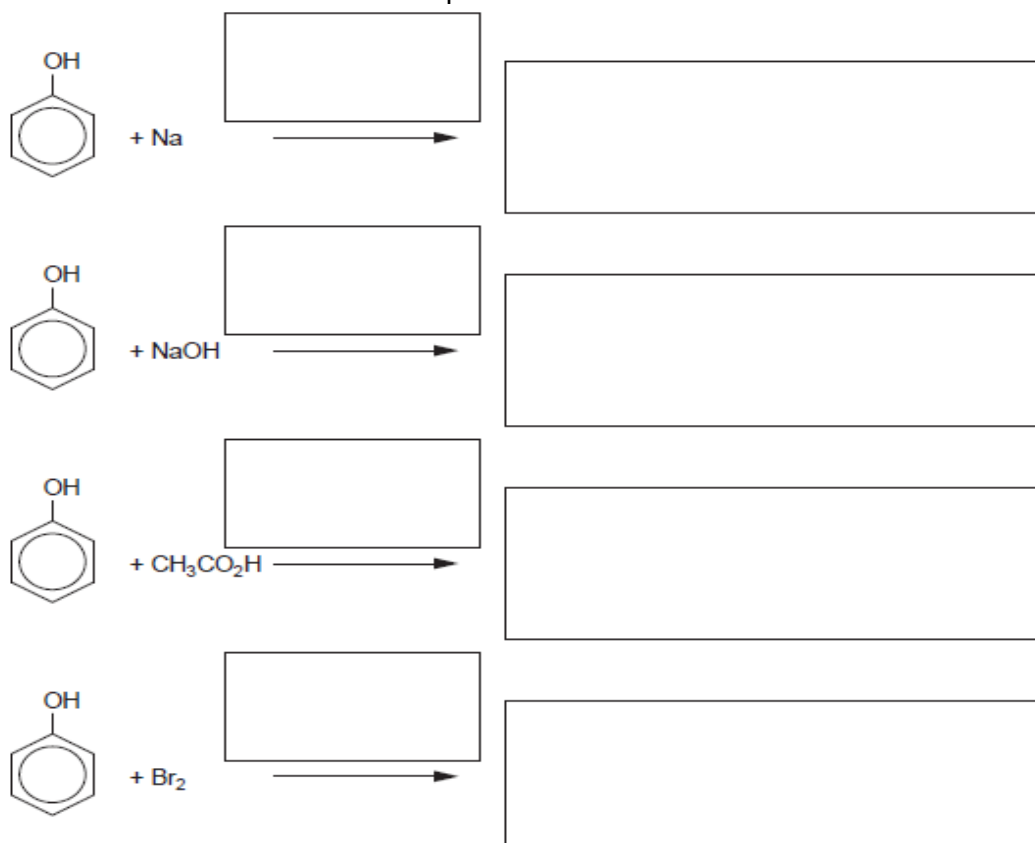 OH
+ Na
OH
+ NaOH
OH
+ CH₃CO₂H
OH
+ Br₂